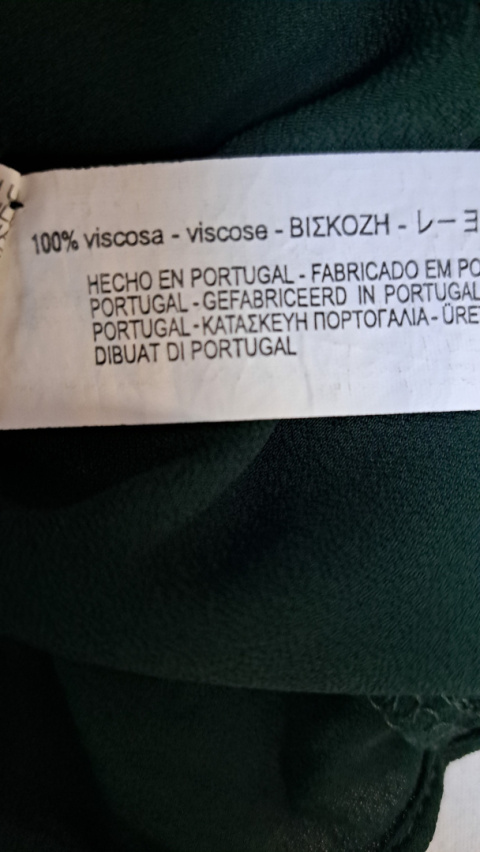 100% viscosa - viscose - ΒΙΣΚΟΖΗ - レーヨ
HECHO EN PORTUGAL - FABRICADO EM PO
PORTUGAL - GEFABRICEERD IN PORTUGAL
PORTUGAL - ΚΑΤΑΣΚΕΥΗ ΠΟΡΤΟΓΑΛΙΑ - ÜRE
DIBUAT DI PORTUGAL